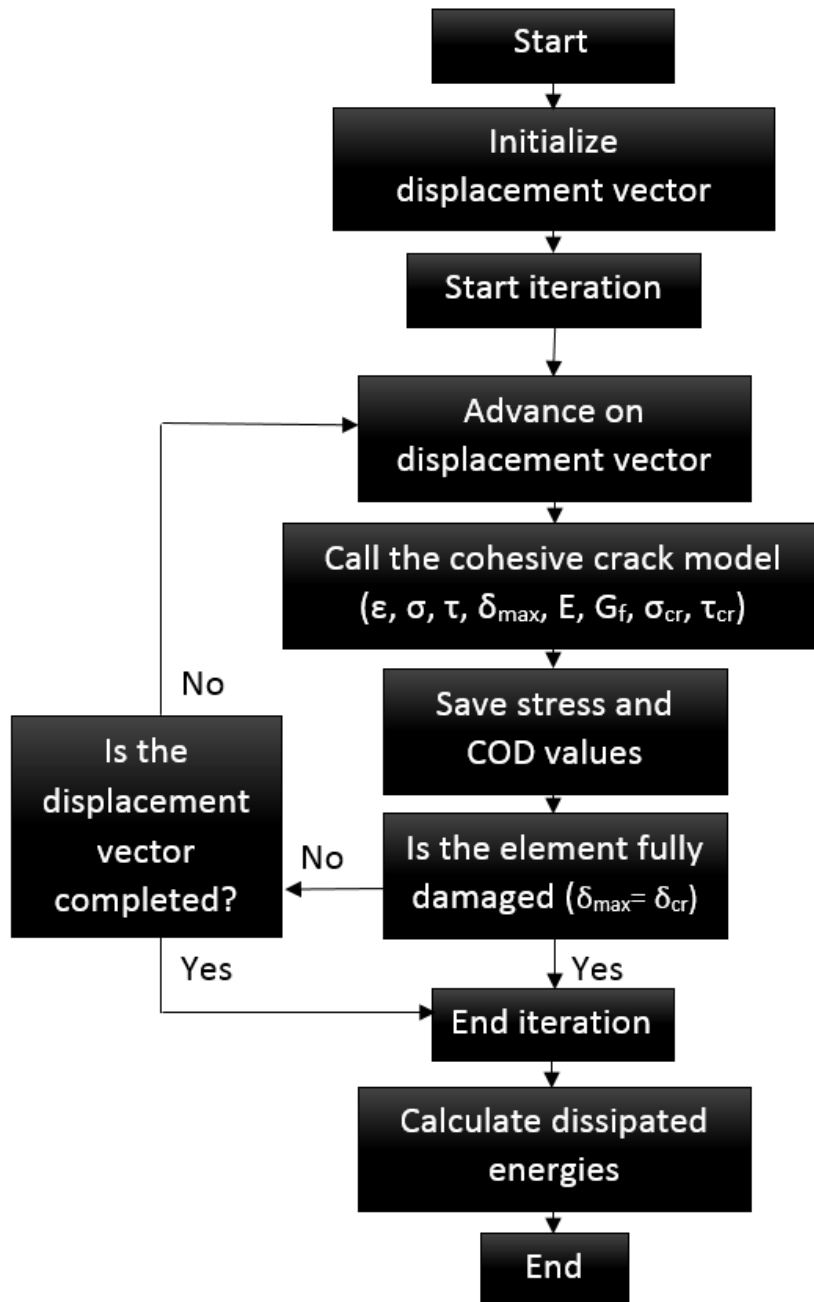 Start
Initialize
displacement vector
Start iteration
Advance on
displacement vector
Call the cohesive crack model
(ε, σ, τ, δmax, E, Gf, σcr, τcr)
Save stress and
COD values
No
Is the
displacement
vector
completed?
No
Is the element fully
damaged (δmax= δcr)
Yes
Yes
End iteration
Calculate dissipated
energies
End